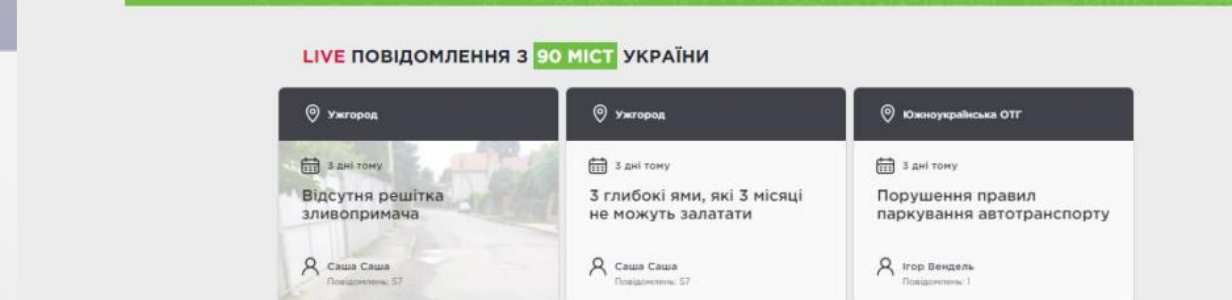 LIVE ПОВІДОМЛЕННЯ З 90 МІСТ УКРАЇНИ
Ужгород
3 дні тому
Відсутня решітка
зливопримача
Саша Саша
Повідомлень: 57
Ужгород
3 дні тому
3 глибокі ями, які 3 місяці
не можуть залатати
Саша Саша
Повідомлень: 57
Южноукраїнська ОТГ
3 дні тому
Порушення правил
паркування автотранспорту
Ігор Вендель
Повідомлень: 1